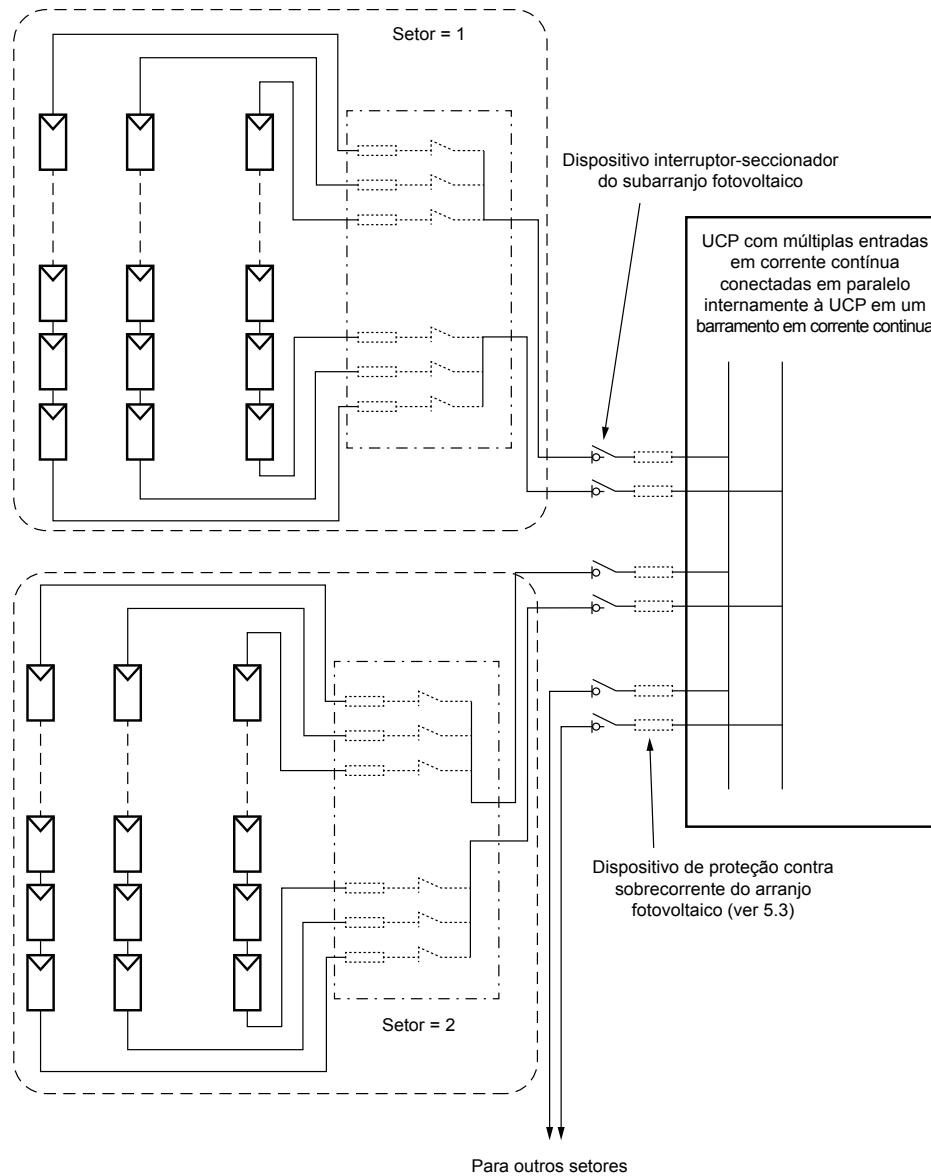 Setor = 1
Dispositivo interruptor-seccionador
do subarranjo fotovoltaico
UCP com múltiplas entradas
em corrente contínua
conectadas em paralelo
internamente à UCP em um
barramento em corrente continua
Dispositivo de proteção contra
sobrecorrente do arranjo
fotovoltaico (ver 5.3)
Setor = 2
Para outros setores